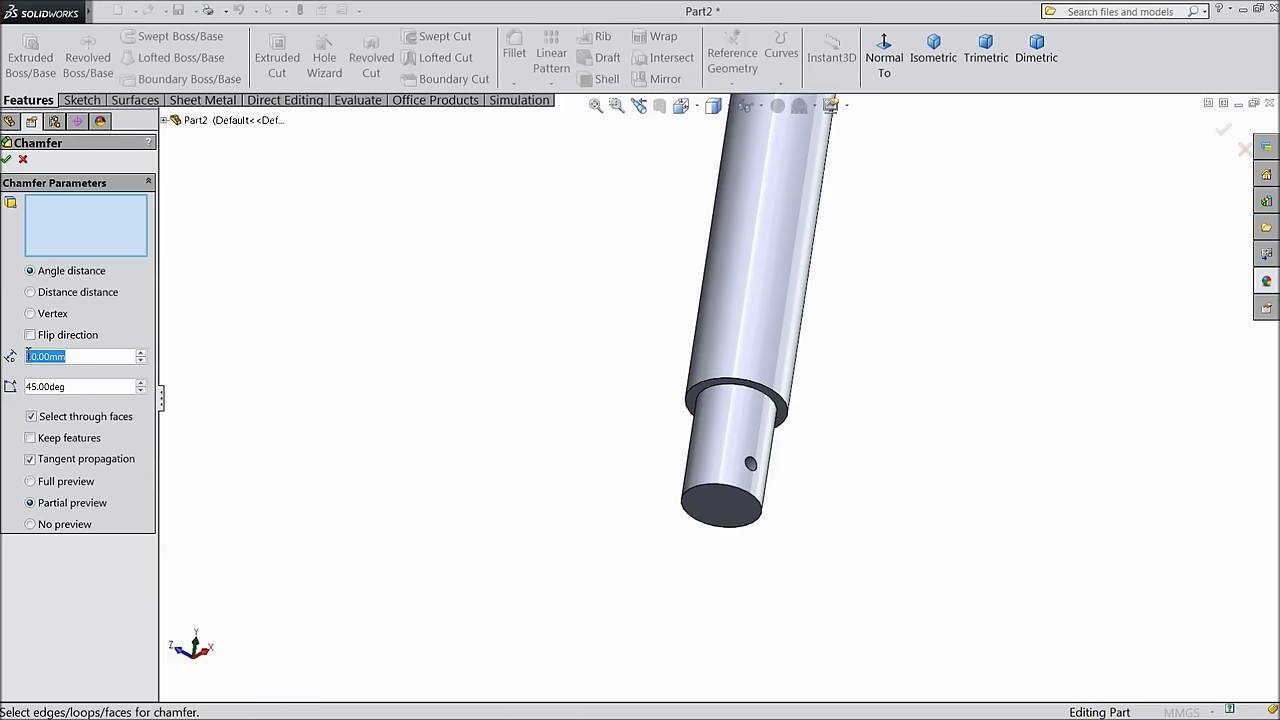 SOLIDWORKS
Part2 *
Search files and models
?
Extruded
Boss/Base
Revolved
Boss/Base
Swept Boss/Base
Lofted Boss/Base
Boundary Boss/Base
Extruded
Cut
Hole
Wizard
Revolved
Cut
Swept Cut
Lofted Cut
Boundary Cut
Fillet
Linear
Pattern
Rib
Draft
Shell
Wrap
Intersect
Mirror
Reference
Geometry
Curves
Instant3D
Normal
To
Isometric
Trimetric
Dimetric
Features
Sketch
Surfaces
Sheet Metal
Direct Editing
Evaluate
Office Products
Simulation
Part2 (Default<<Def...
Chamfer
?
Chamfer Parameters
Angle distance
Distance distance
Vertex
Flip direction
45.00deg
Select through faces
Keep features
Tangent propagation
Full preview
Partial preview
No preview
Y
Z
X
Select edges/loops/faces for chamfer.
Editing Part
MMGS
?